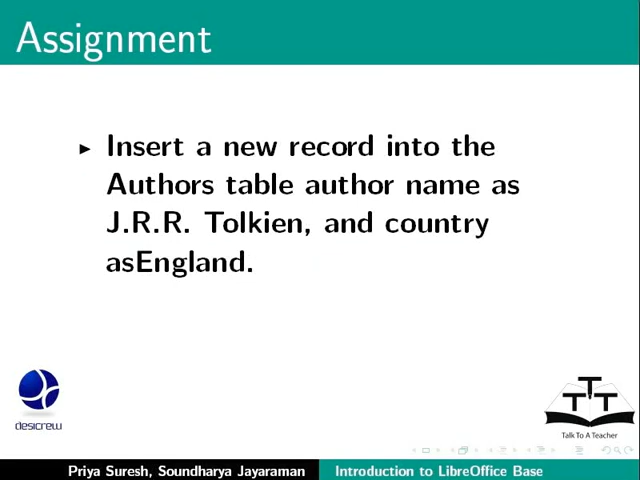 Assignment
Insert a new record into the
Authors table author name as
J.R.R. Tolkien, and country
asEngland.
desicrew
T T T
Talk To A Teacher
Priya Suresh, Soundharya Jayaraman Introduction to LibreOffice Base